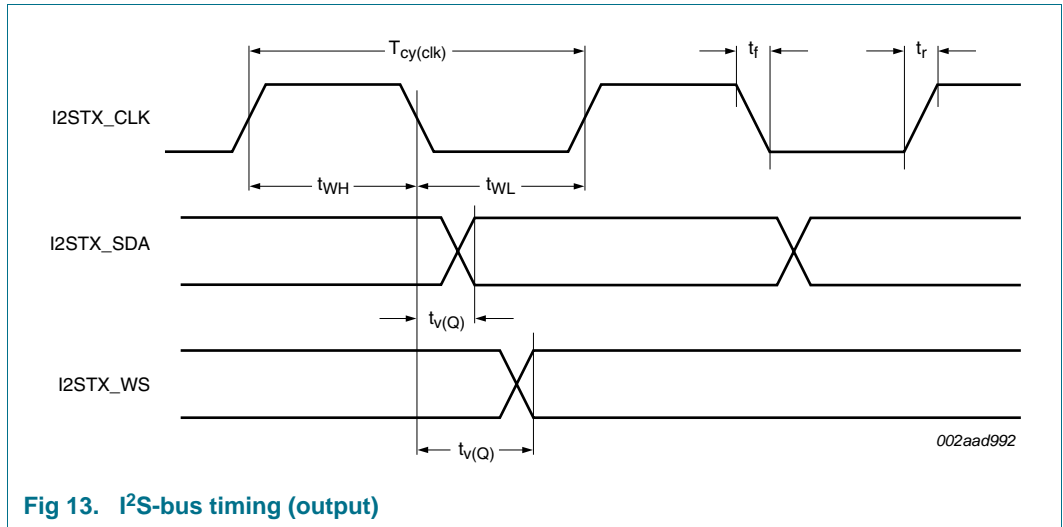 Tcy(clk)
tf
tr
I2STX_CLK
tWH
tWL
I2STX_SDA
tv(Q)
I2STX_WS
tv(Q)
002aad992
Fig 13. I²S-bus timing (output)